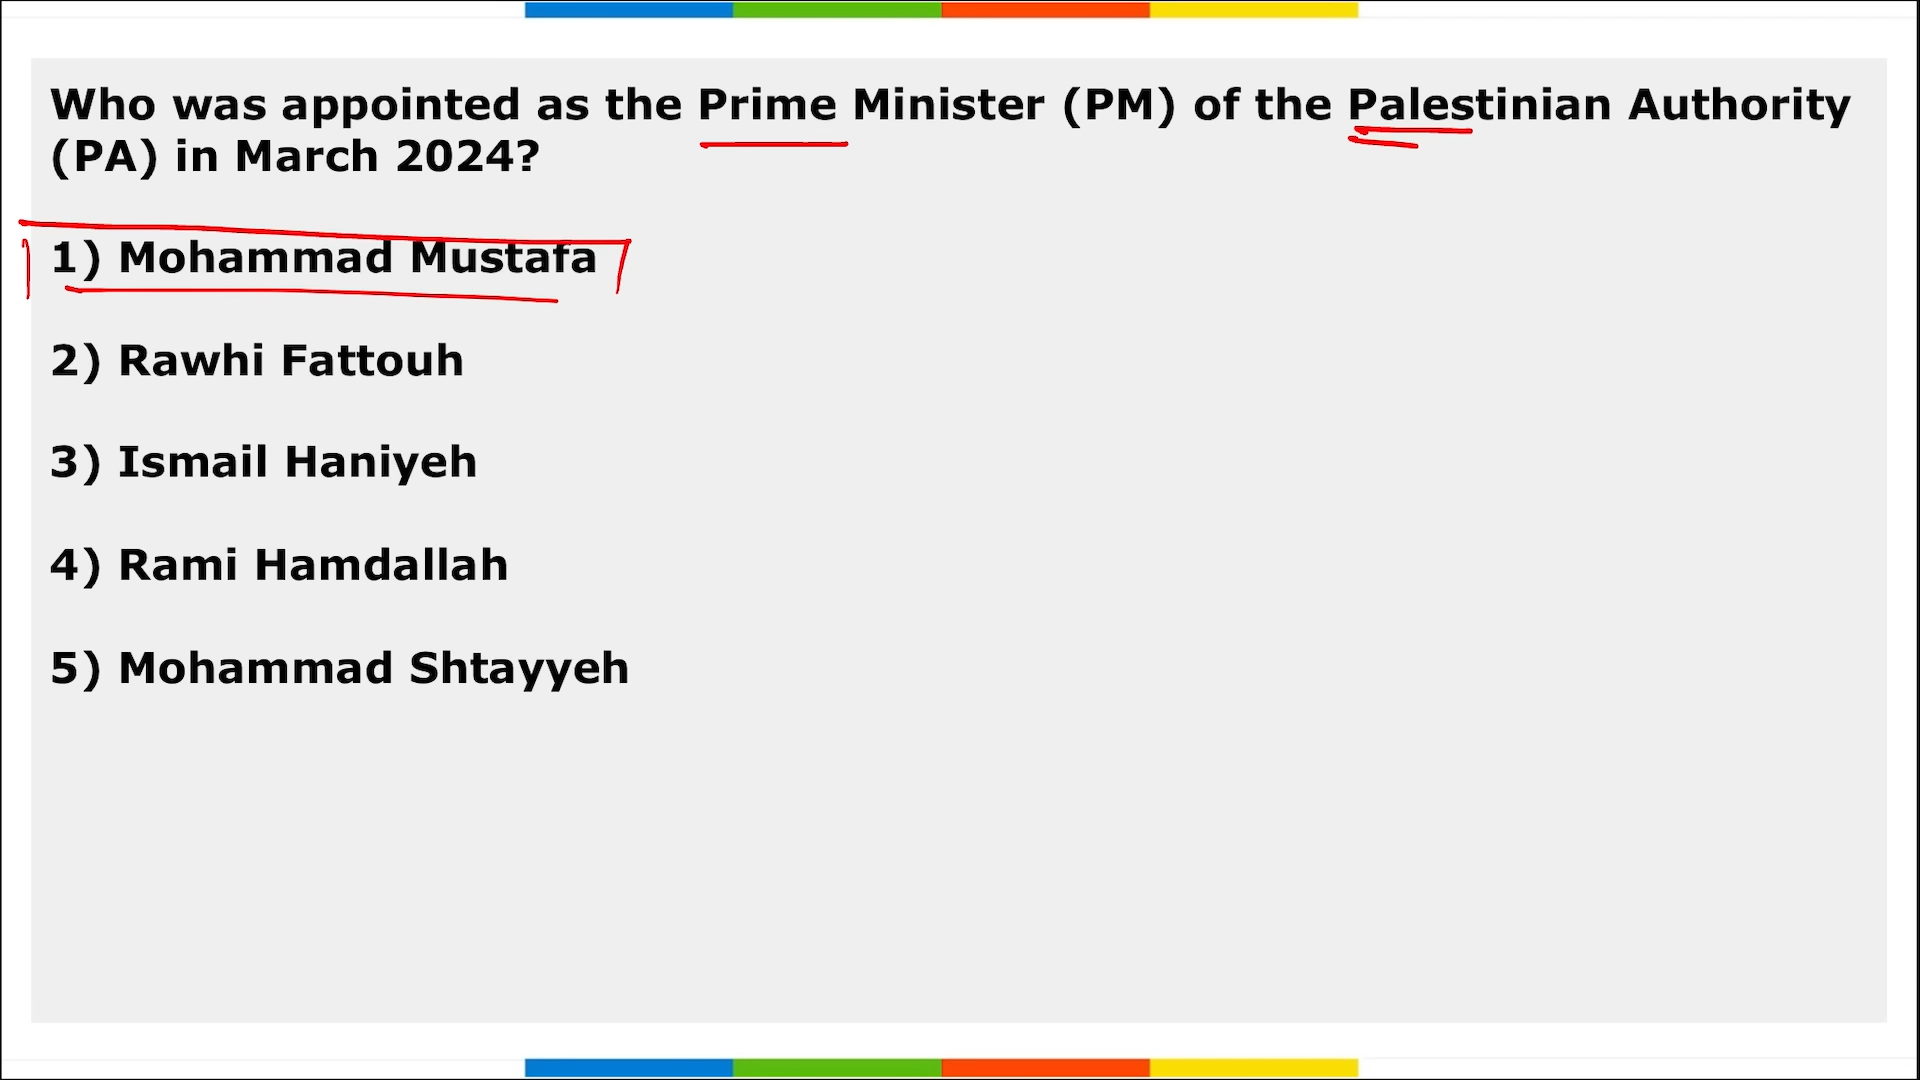 Who was appointed as the Prime Minister (PM) of the Palestinian Authority
(PA) in March 2024?
1) Mohammad Mustafa
2) Rawhi Fattouh
3) Ismail Haniyeh
4) Rami Hamdallah
5) Mohammad Shtayyeh